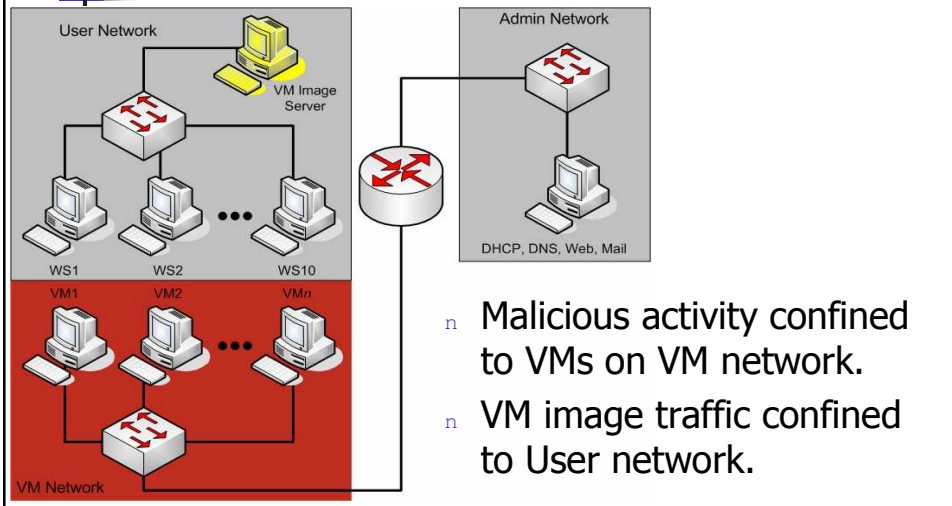 User Network
VM Image
Server
WS1
WS2
WS10
VM1
VM2
VMn
VM Network
Admin Network
DHCP, DNS, Web, Mail
n Malicious activity confined
to VMs on VM network.
n VM image traffic confined
to User network.